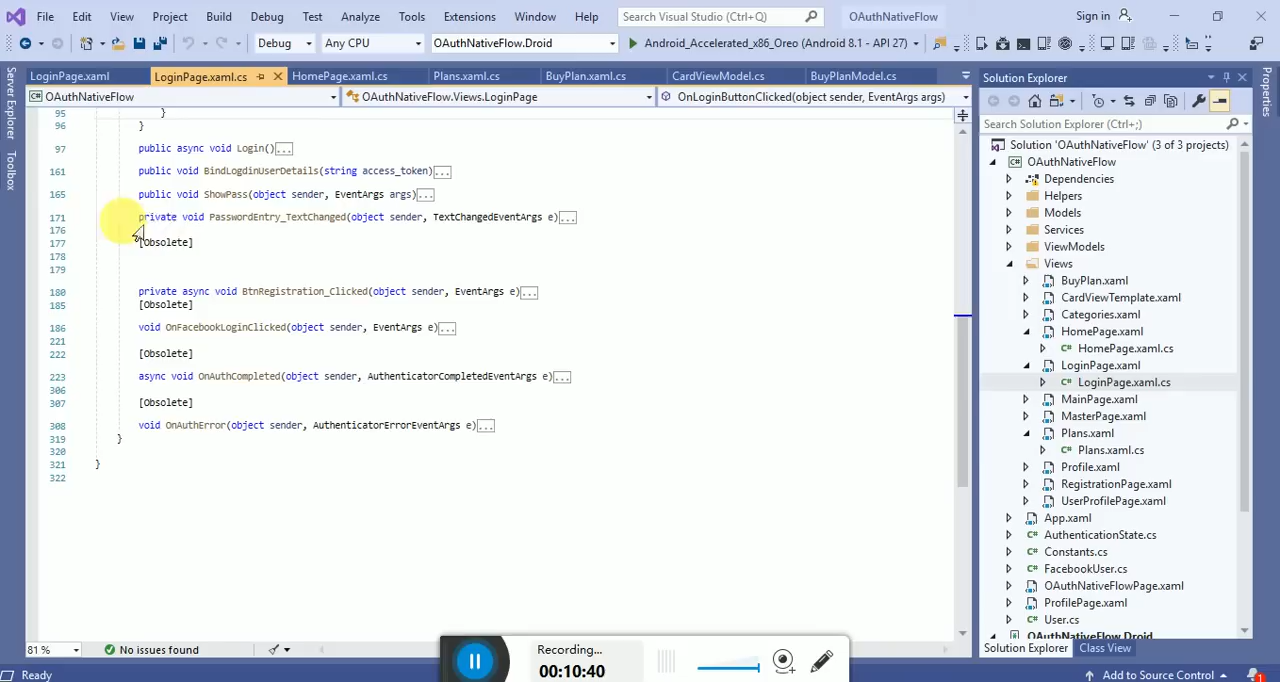 File Edit View Project Build Debug Test Analyze Tools Extensions Window Help Search Visual Studio (Ctrl+Q) OAuthNativeFlow Sign in
Debug Any CPU OAuthNativeFlow.Droid Android_Accelerated_x86_Oreo (Android 8.1 - API 27)
LoginPage.xaml LoginPage.xaml.cs HomePage.xaml.cs Plans.xaml.cs BuyPlan.xaml.cs CardViewModel.cs BuyPlanModel.cs
OAuthNativeFlow OAuthNativeFlow.Views.LoginPage OnLoginButtonClicked(object sender, EventArgs args)
Server Explorer
Toolbox
95 }
96 }
97 public async void Login()...
161 public void BindLogdinUserDetails(string access_token)...
165 public void ShowPass(object sender, EventArgs args)...
171 private void PasswordEntry_TextChanged(object sender, TextChangedEventArgs e)...
176
177 [Obsolete]
178
179
180 private async void BtnRegistration_Clicked(object sender, EventArgs e)...
185 [Obsolete]
186 void OnFacebookLoginClicked(object sender, EventArgs e)...
221
222 [Obsolete]
223 async void OnAuthCompleted(object sender, AuthenticatorCompletedEventArgs e)...
306
307 [Obsolete]
308 void OnAuthError(object sender, AuthenticatorErrorEventArgs e)...
319 }
320
321 }
322
81 % No issues found
Ready
Recording...
00:10:40
Solution Explorer
Search Solution Explorer (Ctrl+;)
Solution 'OAuthNativeFlow' (3 of 3 projects)
OAuthNativeFlow
Dependencies
Helpers
Models
Services
ViewModels
Views
BuyPlan.xaml
CardViewTemplate.xaml
Categories.xaml
HomePage.xaml
HomePage.xaml.cs
LoginPage.xaml
LoginPage.xaml.cs
MainPage.xaml
MasterPage.xaml
Plans.xaml
Plans.xaml.cs
Profile.xaml
RegistrationPage.xaml
UserProfilePage.xaml
App.xaml
AuthenticationState.cs
Constants.cs
FacebookUser.cs
OAuthNativeFlowPage.xaml
ProfilePage.xaml
User.cs
OAuthNativeFlow.Droid
Solution Explorer Class View
Add to Source Control 1
Properties